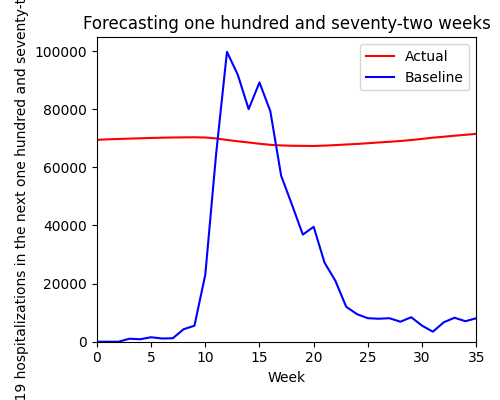 Forecasting one hundred and seventy-two weeks
19 hospitalizations in the next one hundred and seventy-t
100000
80000
60000
40000
20000
0
Actual
Baseline
0 5 10 15 20 25 30 35
Week